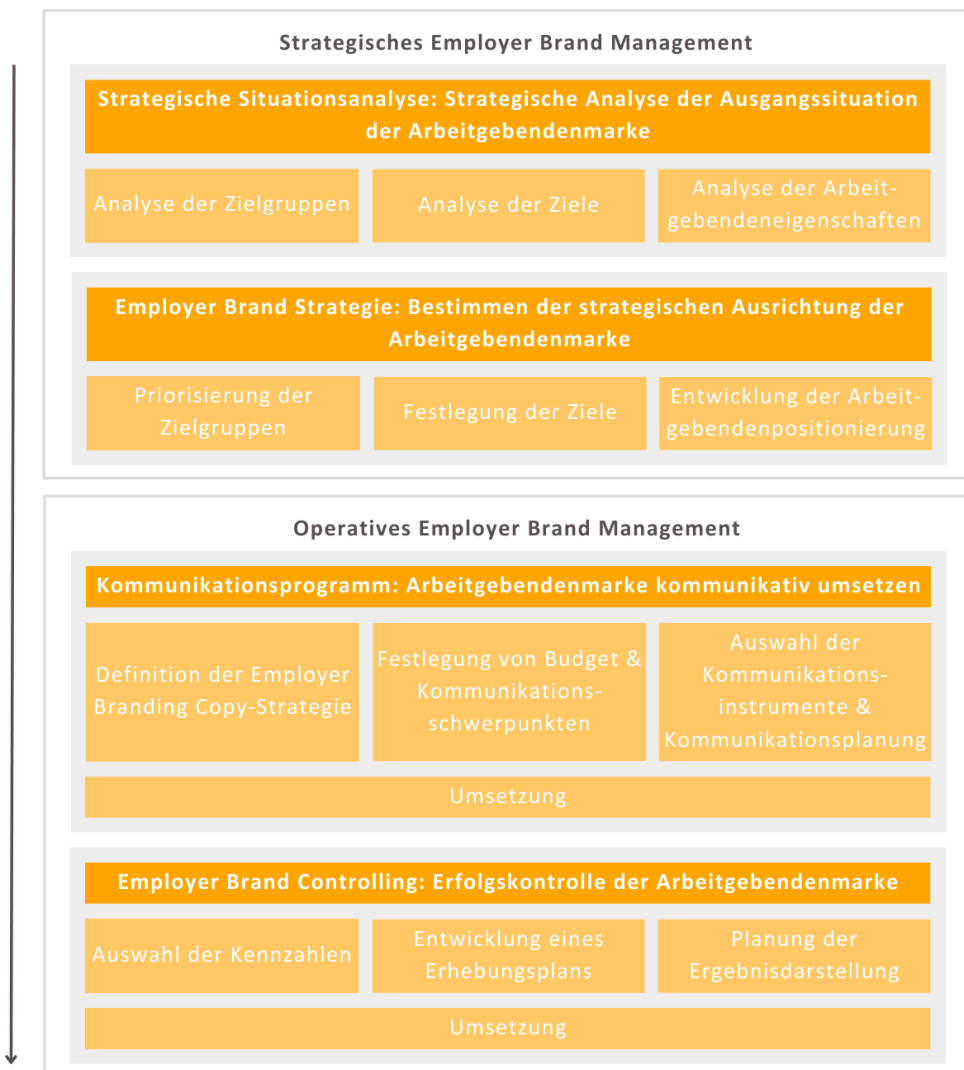 Strategisches Employer Brand Management
Strategische Situationsanalyse: Strategische Analyse der Ausgangssituation
der Arbeitgebendenmarke
Analyse der Zielgruppen
Analyse der Ziele
Analyse der Arbeit-
gebendeneigenschaften
Employer Brand Strategie: Bestimmen der strategischen Ausrichtung der
Arbeitgebendenmarke
Priorisierung der
Zielgruppen
Festlegung der Ziele
Entwicklung der Arbeit-
gebendenpositionierung
Operatives Employer Brand Management
Kommunikationsprogramm: Arbeitgebendenmarke kommunikativ umsetzen
Definition der Employer
Branding Copy-Strategie
Festlegung von Budget &
Kommunikations-
schwerpunkten
Auswahl der
Kommunikations-
instrumente &
Kommunikationsplanung
Umsetzung
Employer Brand Controlling: Erfolgskontrolle der Arbeitgebendenmarke
Auswahl der Kennzahlen
Entwicklung eines
Erhebungsplans
Planung der
Ergebnisdarstellung
Umsetzung